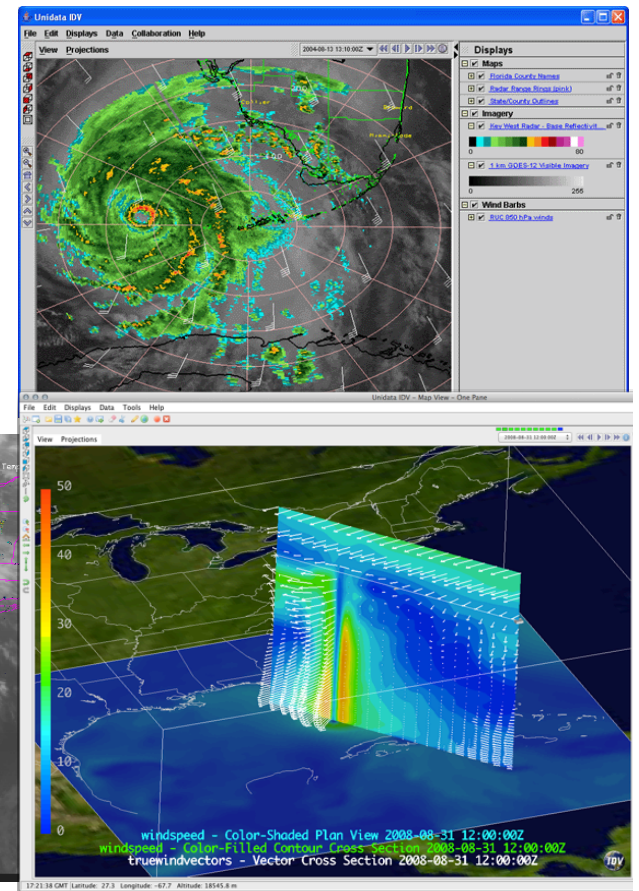 Unidata IDV
File Edit Displays Data Collaboration Help
View Projections
2004-08-13 13:10:00Z
Displays
Maps
Florida County Names
Radar Range Rings (pink)
State/County Outlines
Imagery
Key West Radar - Base Reflectivit...
0 60
1 km GOES-12 Visible Imagery
0 255
Wind Barbs
RUC 850 hPa winds
Collier
Unidata IDV - Map View - One Pane
File Edit Displays Data Tools Help
View Projections
2008-08-31 12:00:00Z
50
40
30
20
10
0
windspeed - Color-Shaded Plan View 2008-08-31 12:00:00Z
windspeed - Color-Filled Contour Cross Section 2008-08-31 12:00:00Z
truewindvectors - Vector Cross Section 2008-08-31 12:00:00Z
IDV
17:21:38 GMT Latitude: 27.3 Longitude: -67.7 Altitude: 18545.8 m